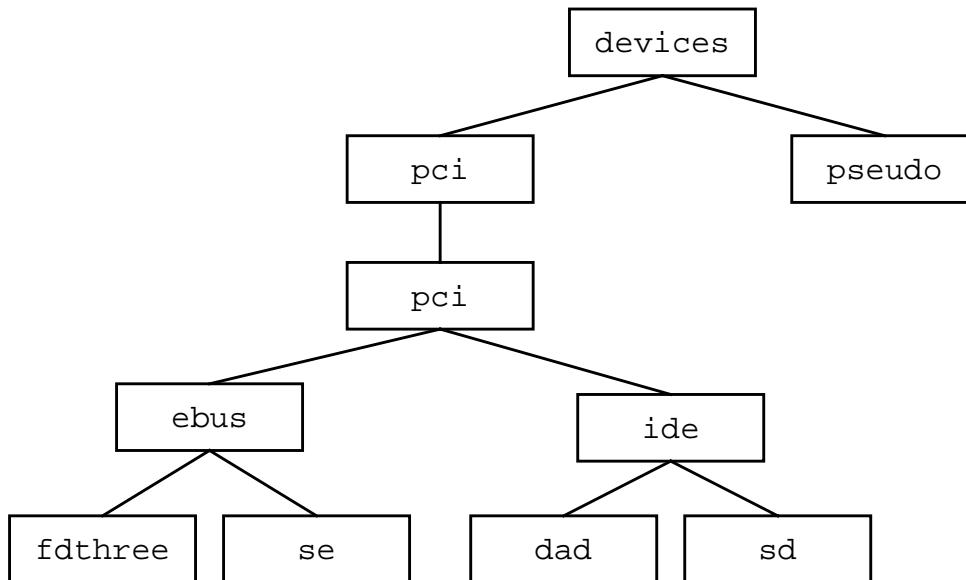 devices
pci
pseudo
pci
ebus
ide
fdthree
se
dad
sd